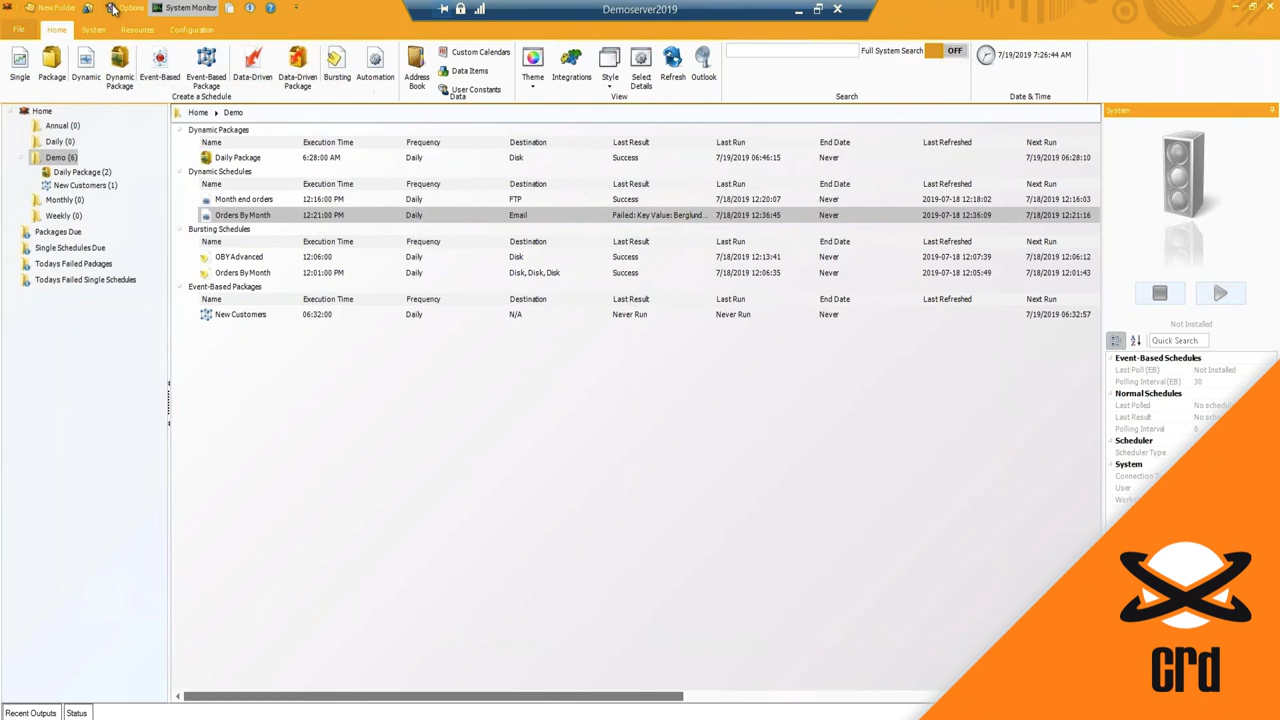 New Folder Options System Monitor Demoserver2019
File Home System Resources Configuration
Single Package Dynamic Dynamic Package Event-Based Event-Based Package Data-Driven Data-Driven Package Bursting Automation
Create a Schedule
Address Book Custom Calendars
Data Items
User Constants
Data
Theme Integrations Style Select Details Refresh Outlook
View
Full System Search OFF
Search
7/19/2019 7:26:44 AM
Date & Time
Home
Annual (0)
Daily (0)
Demo (6)
Daily Package (2)
New Customers (1)
Monthly (0)
Weekly (0)
Packages Due
Single Schedules Due
Todays Failed Packages
Todays Failed Single Schedules
Home Demo
Dynamic Packages
Name Execution Time Frequency Destination Last Result Last Run End Date Last Refreshed Next Run
Daily Package 6:28:00 AM Daily Disk Success 7/19/2019 06:46:15 Never 7/19/2019 06:28:10
Dynamic Schedules
Name Execution Time Frequency Destination Last Result Last Run End Date Last Refreshed Next Run
Month end orders 12:16:00 PM Daily FTP Success 7/18/2019 12:20:07 Never 2019-07-18 12:18:02 7/18/2019 12:16:03
Orders By Month 12:21:00 PM Daily Email Failed: Key Value: Berglund... 7/18/2019 12:36:45 Never 2019-07-18 12:36:09 7/18/2019 12:21:16
Bursting Schedules
Name Execution Time Frequency Destination Last Result Last Run End Date Last Refreshed Next Run
OBY Advanced 12:06:00 Daily Disk Success 7/18/2019 12:13:41 Never 2019-07-18 12:07:39 7/18/2019 12:06:12
Orders By Month 12:01:00 PM Daily Disk, Disk, Disk Success 7/18/2019 12:06:35 Never 2019-07-18 12:05:49 7/18/2019 12:01:43
Event-Based Packages
Name Execution Time Frequency Destination Last Result Last Run End Date Last Refreshed Next Run
New Customers 06:32:00 Daily N/A Never Run Never Run Never 7/19/2019 06:32:57
System
Not Installed
Quick Search
Event-Based Schedules
Last Poll (EB) Not Installed
Polling Interval (EB) 30
Normal Schedules
Last Polled No sched
Last Result No sch
Polling Interval 0
Scheduler
Scheduler Type
System
Connection T
User
Work
crd
Recent Outputs Status